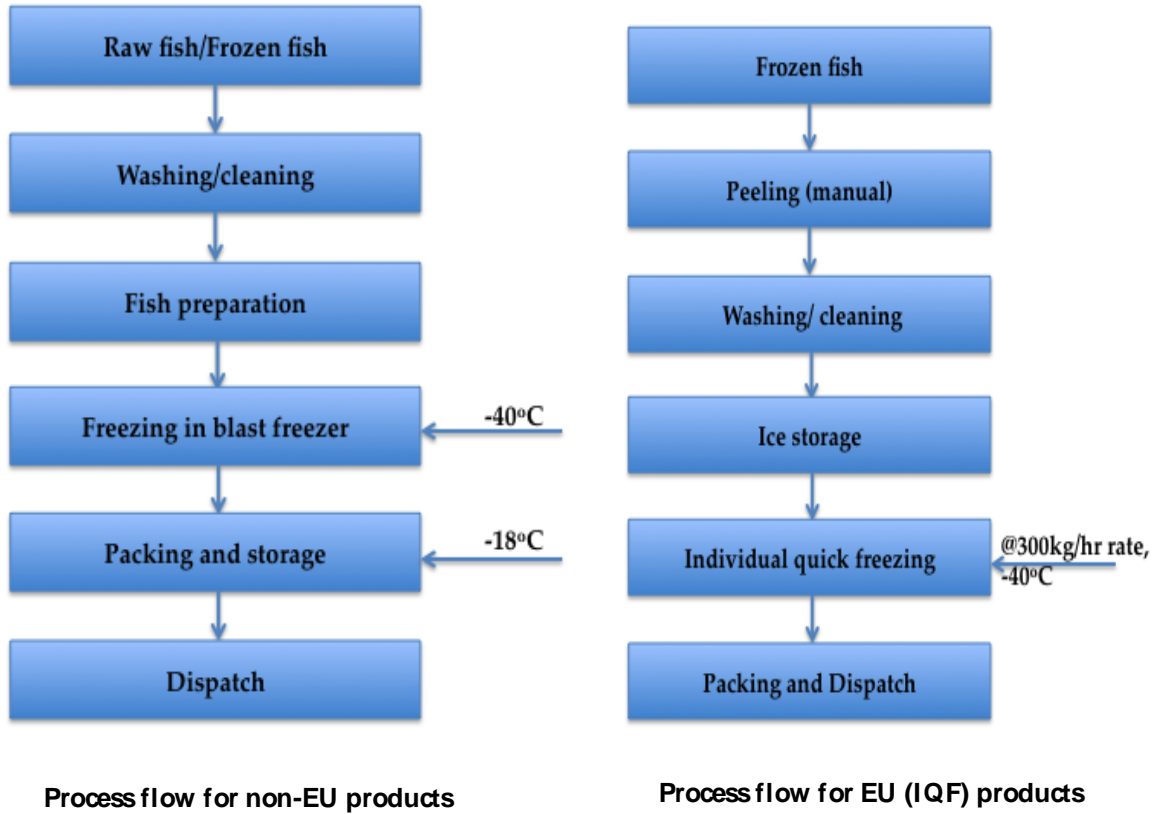 Raw fish/Frozen fish
Washing/cleaning
Fish preparation
Freezing in blast freezer
-40°C
Packing and storage
-18°C
Dispatch
Process flow for non-EU products
Frozen fish
Peeling (manual)
Washing/ cleaning
Ice storage
Individual quick freezing
@300kg/hr rate,
-40°C
Packing and Dispatch
Process flow for EU (IQF) products